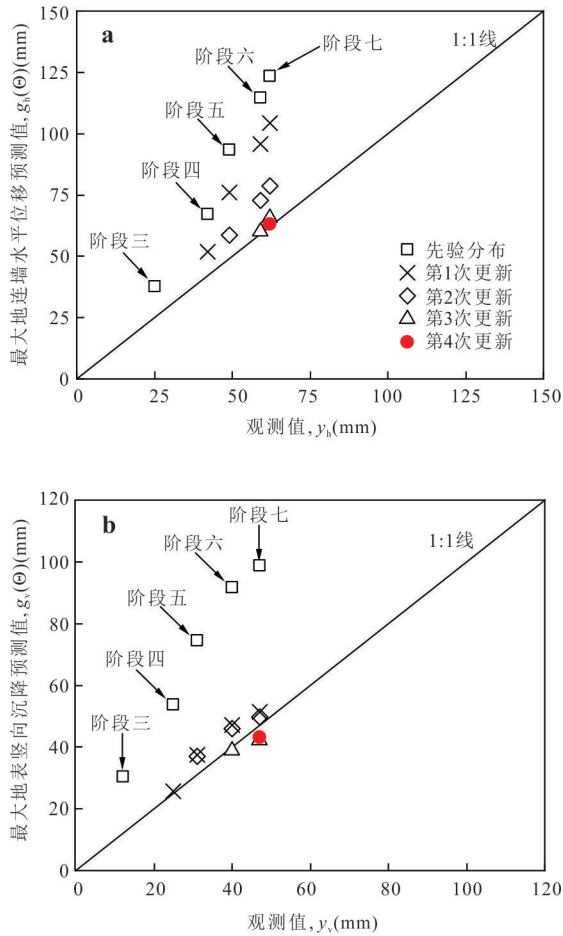 a
1:1线
阶段七
阶段六
阶段五
阶段四
阶段三
最大地连墙水平位移预测值,gₕ(Θ)(mm)
150
125
100
75
50
25
0
先验分布
第1次更新
第2次更新
第3次更新
第4次更新
0 25 50 75 100 125 150
观测值,yₕ(mm)
b
1:1线
阶段七
阶段六
阶段五
阶段四
阶段三
最大地表竖向沉降预测值,gᵥ(Θ)(mm)
120
100
80
60
40
20
0
0 20 40 60 80 100 120
观测值,yᵥ(mm)